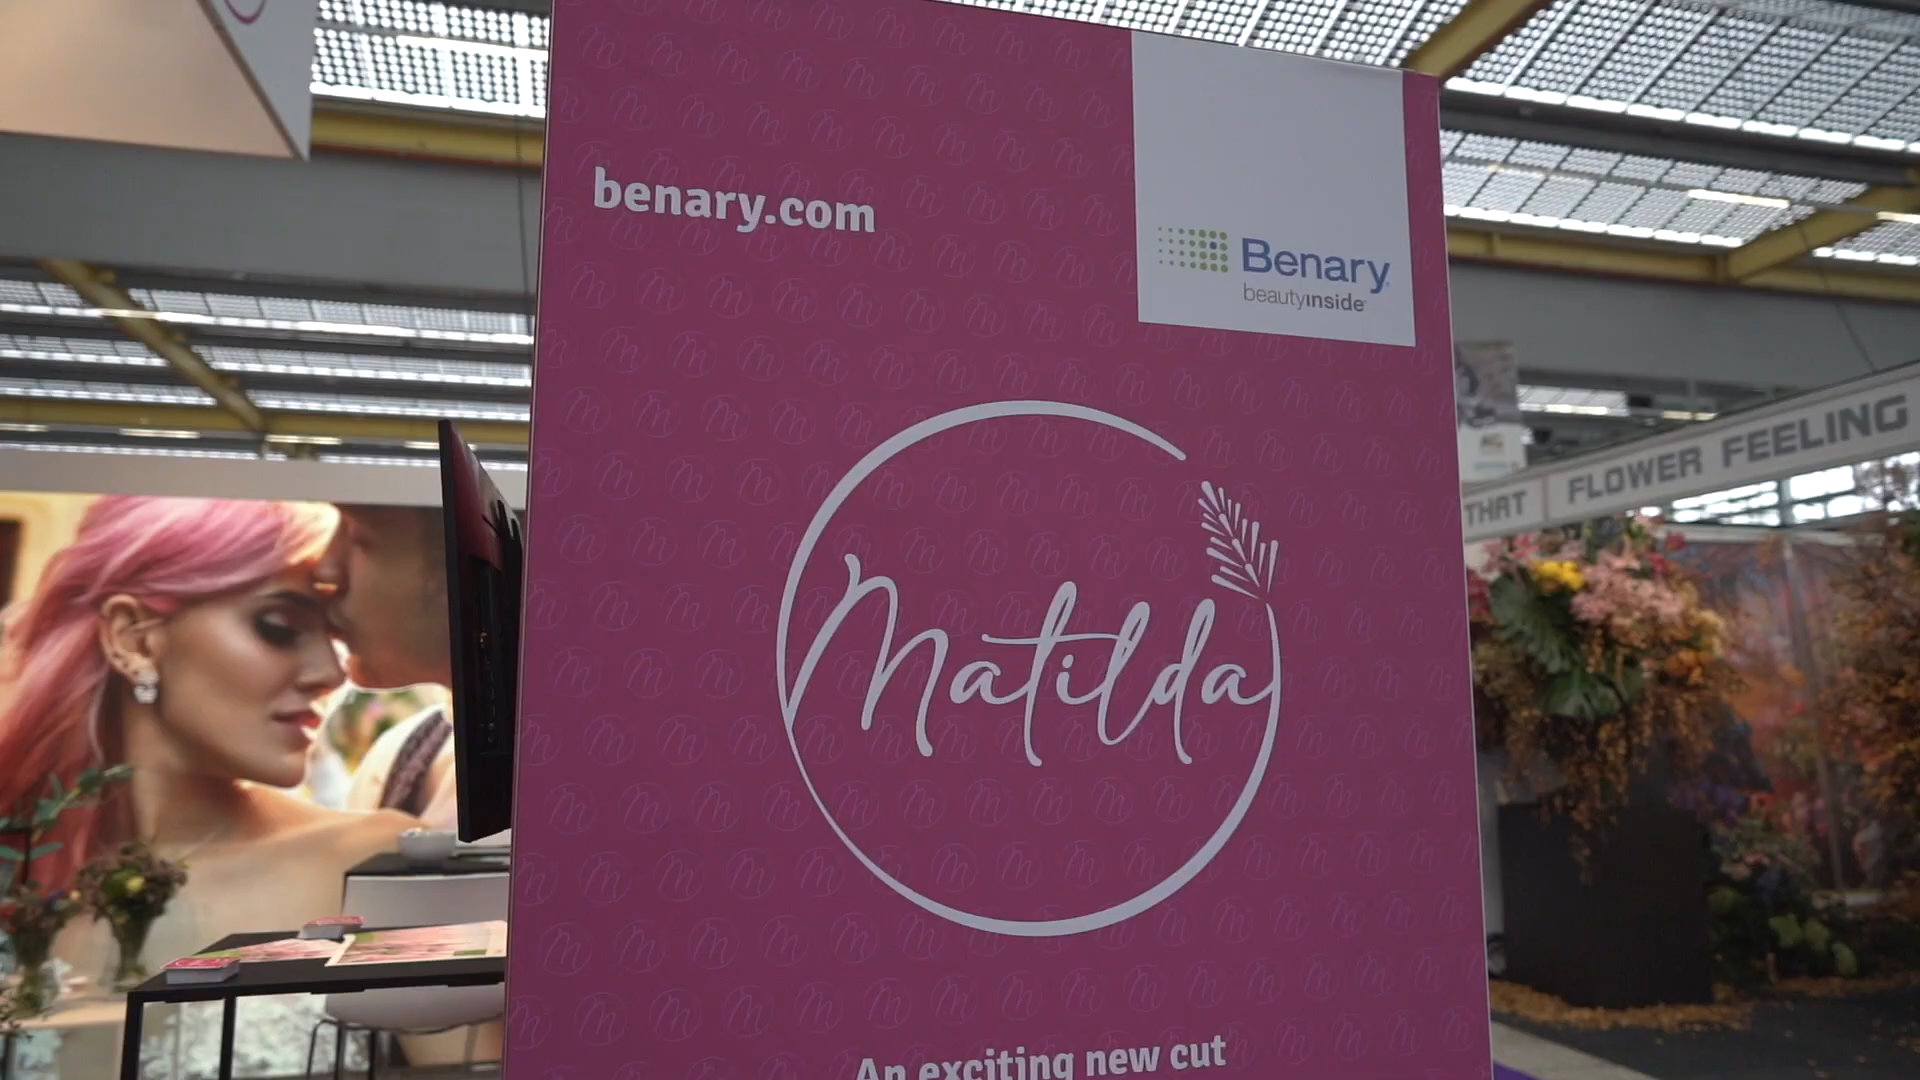 benary.com
Benary
beautyinside
Matilda
An exciting new cut
THAT FLOWER FEELING